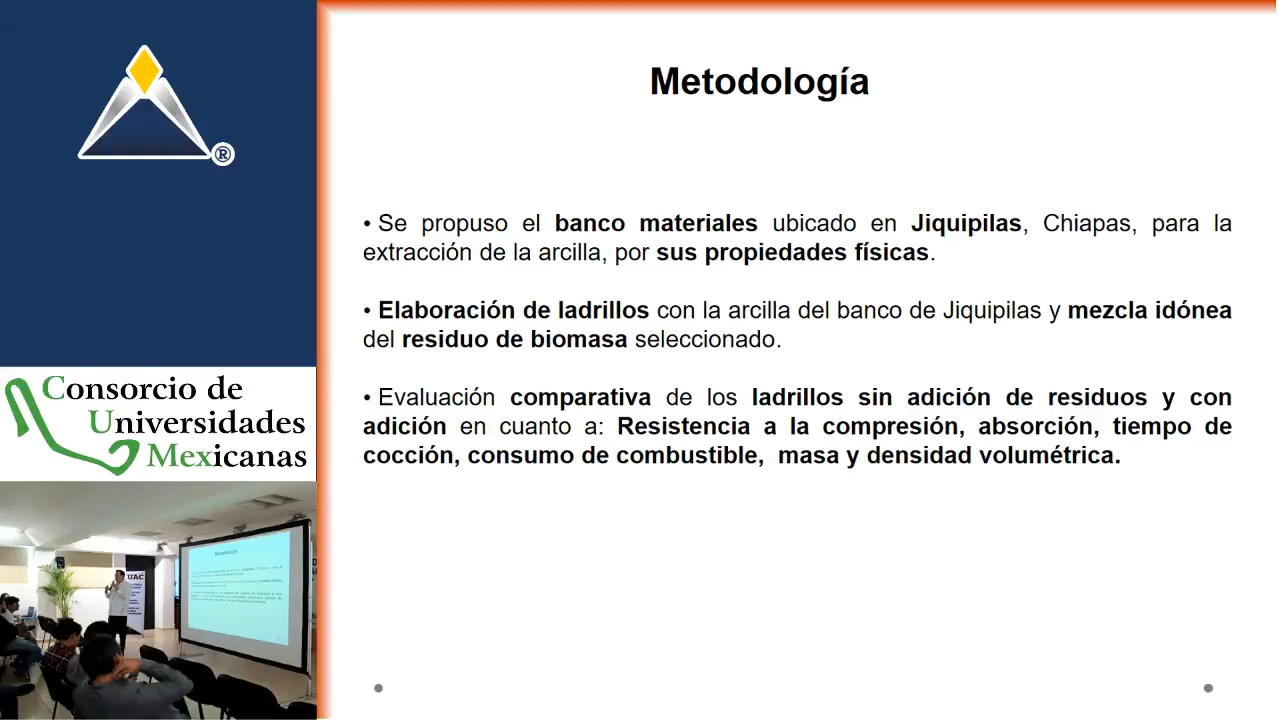 ®
Metodología
• Se propuso el banco materiales ubicado en Jiquipilas, Chiapas, para la
extracción de la arcilla, por sus propiedades físicas.
• Elaboración de ladrillos con la arcilla del banco de Jiquipilas y mezcla idónea
del residuo de biomasa seleccionado.
• Evaluación comparativa de los ladrillos sin adición de residuos y con
adición en cuanto a: Resistencia a la compresión, absorción, tiempo de
cocción, consumo de combustible, masa y densidad volumétrica.
Consorcio de
Universidades
Mexicanas
Metodología
UAC